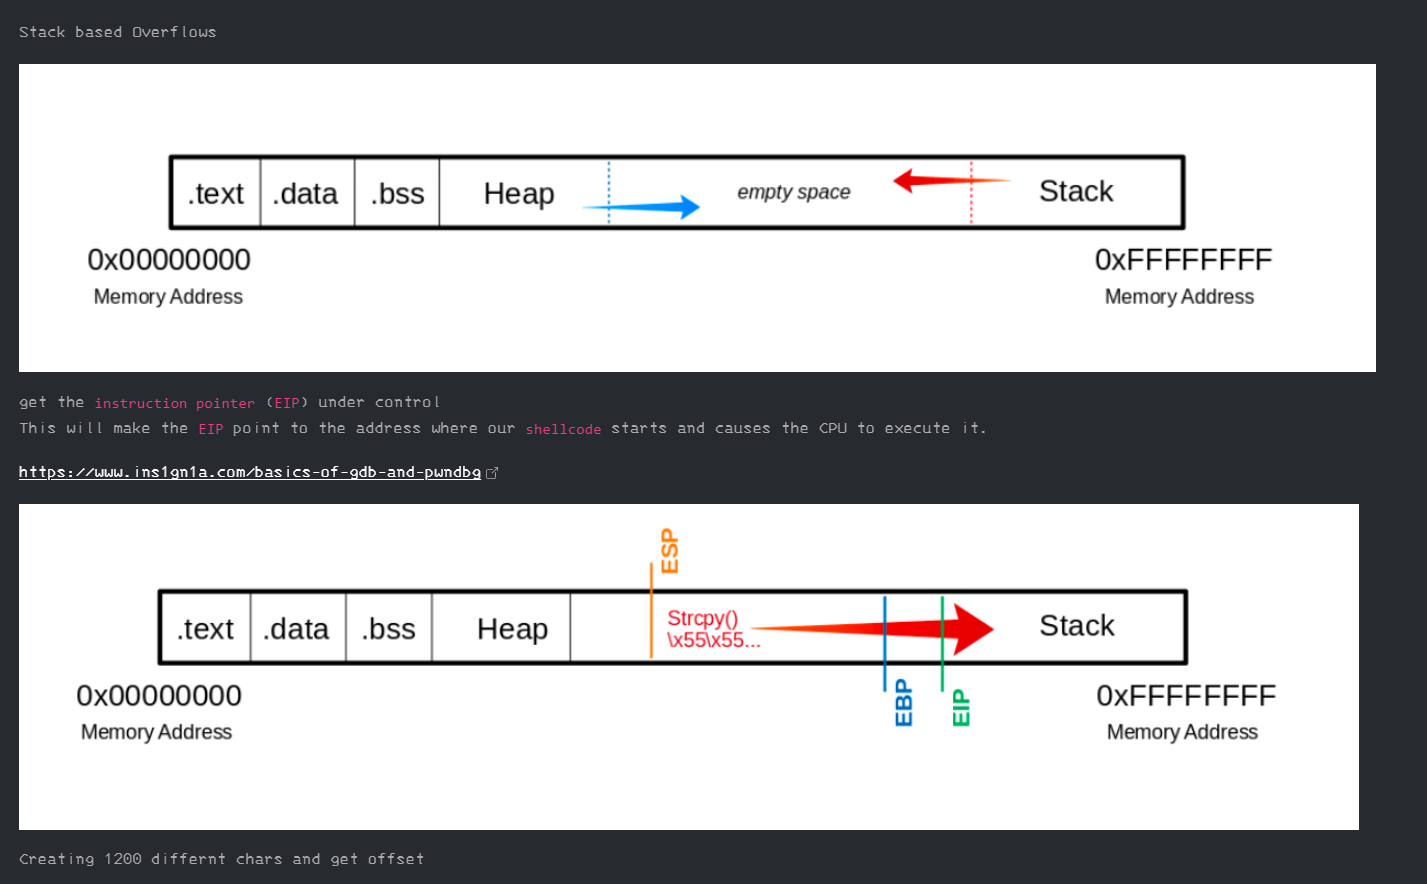 Stack based Overflows
.text .data .bss Heap empty space Stack
0x00000000 0xFFFFFFFF
Memory Address Memory Address
get the instruction pointer (EIP) under control
This will make the EIP point to the address where our shellcode starts and causes the CPU to execute it.
https://www.ins1gn1a.com/basics-of-gdb-and-pwndbg
ESP
.text .data .bss Heap Strcpy() Stack
\x55\x55...
EBP EIP
0x00000000 0xFFFFFFFF
Memory Address Memory Address
Creating 1200 differnt chars and get offset